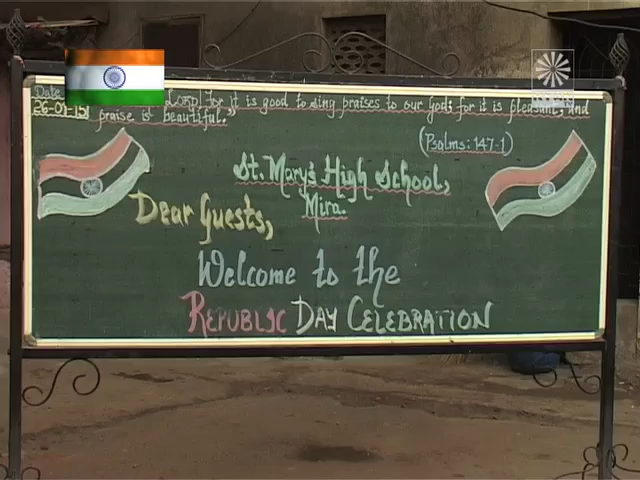 Date
26-01-15
Lord for it is good to sing praises to our God; for it is pleasant, and
praise is beautiful."
(Psalms: 147-1)
St. Mary's High School,
Mira.
Dear Guests,
Welcome to the
Republic Day Celebration